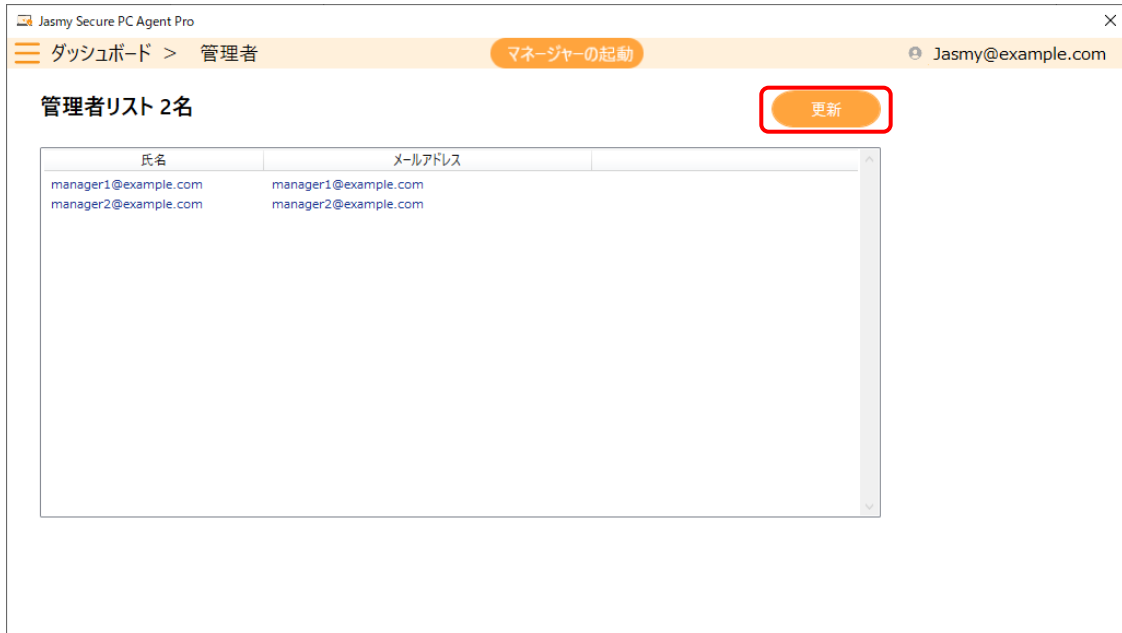 Jasmy Secure PC Agent Pro
ダッシュボード > 管理者 マネージャーの起動 Jasmy@example.com
管理者リスト 2名 更新
氏名 メールアドレス
manager1@example.com manager1@example.com
manager2@example.com manager2@example.com